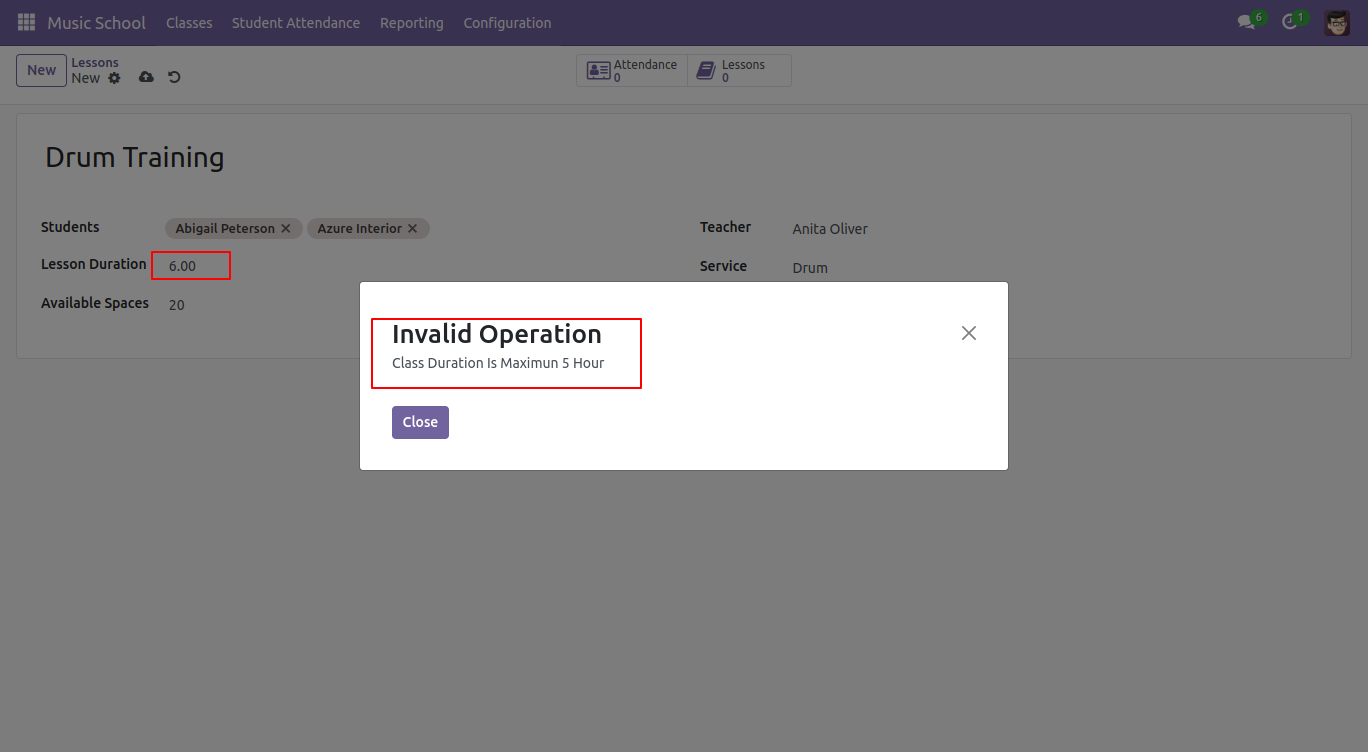 Music School Classes Student Attendance Reporting Configuration 6 1
New Lessons Attendance Lessons
New 0 0
Drum Training
Students Abigail Peterson Azure Interior Teacher Anita Oliver
Lesson Duration 6.00 Service Drum
Available Spaces 20
Invalid Operation
Class Duration Is Maximun 5 Hour
Close